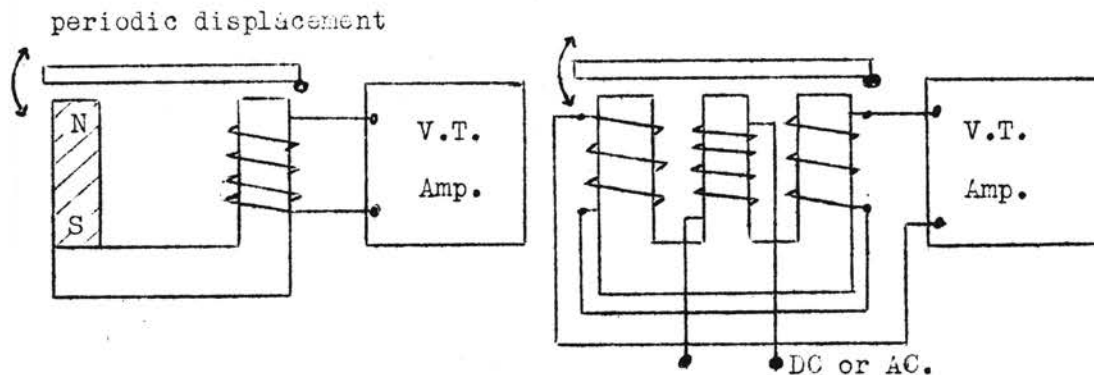 periodic displacement
N
S
V.T.
Amp.
V.T.
Amp.
DC or AC.